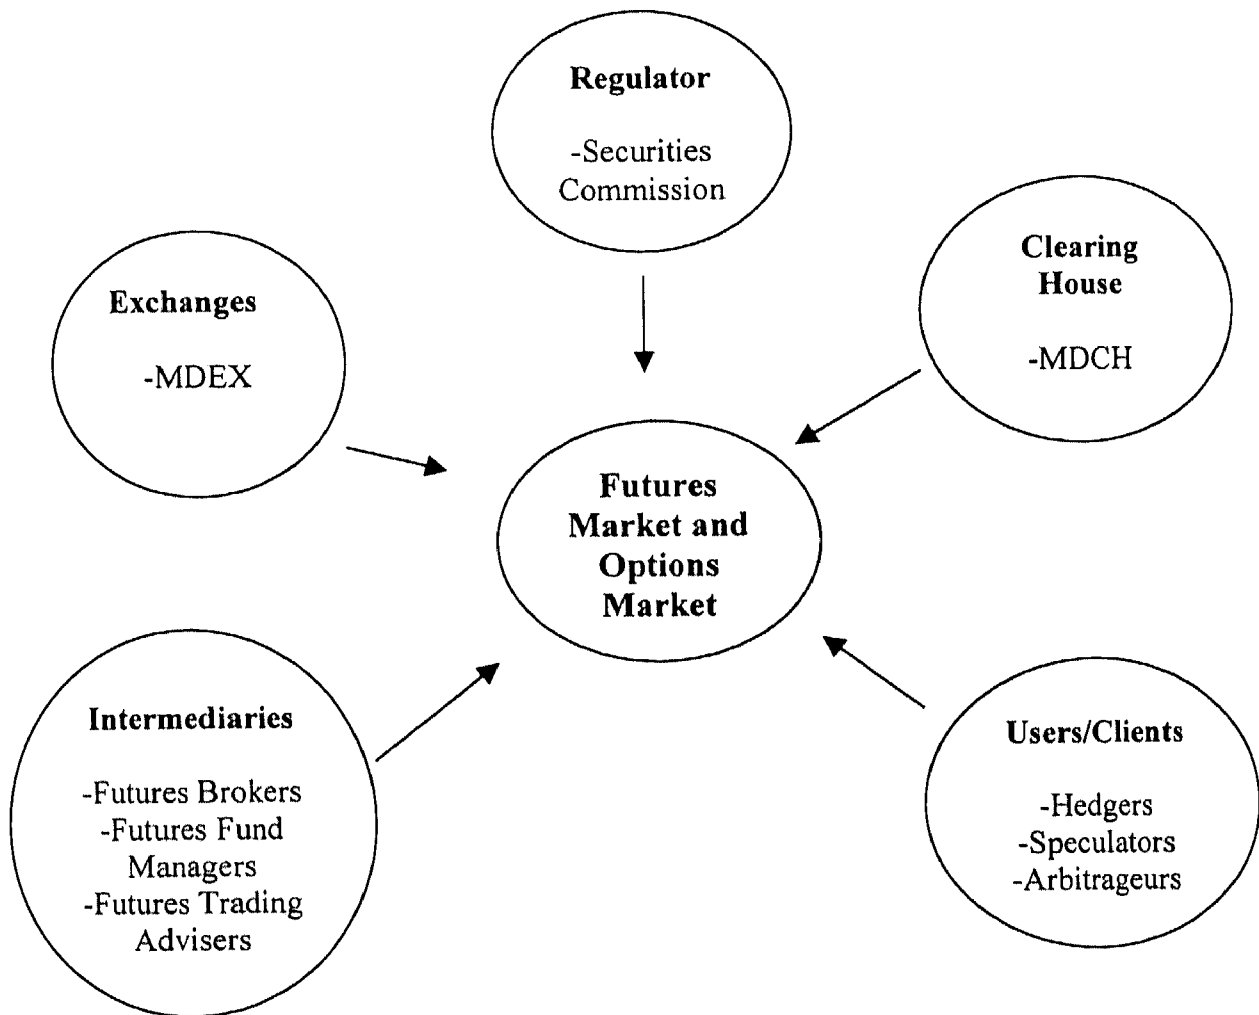 Regulator
-Securities
Commission
Clearing
House
-MDCH
Exchanges
-MDEX
Futures
Market and
Options
Market
Intermediaries
-Futures Brokers
-Futures Fund
Managers
-Futures Trading
Advisers
Users/Clients
-Hedgers
-Speculators
-Arbitrageurs